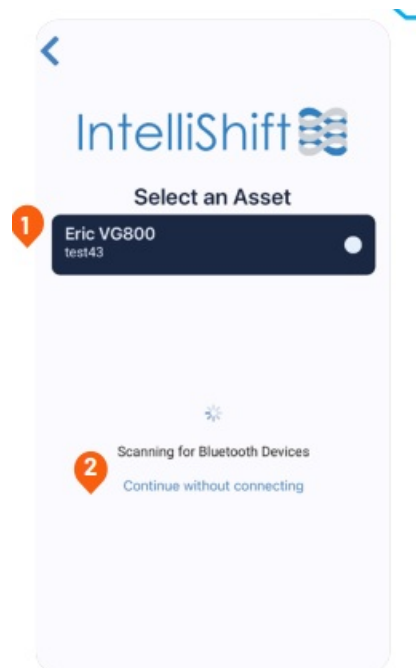 IntelliShift
Select an Asset
1
Eric VG800
test43
Scanning for Bluetooth Devices
2
Continue without connecting